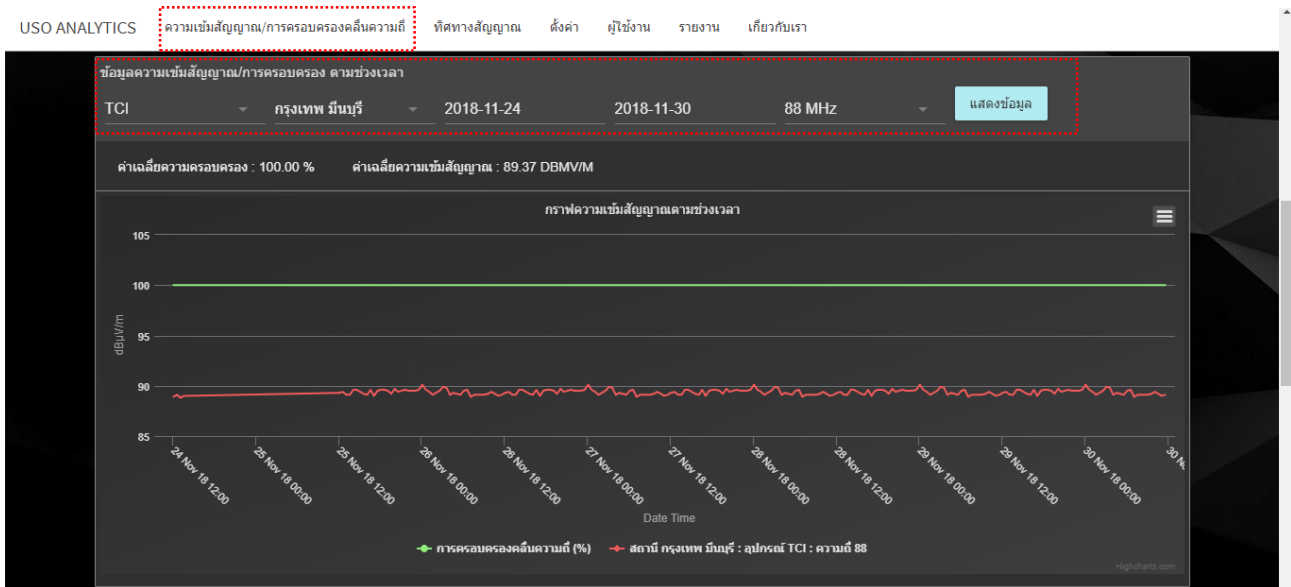 USO ANALYTICS ความเข้มสัญญาณ/การครอบครองคลื่นความถี่ ทิศทางสัญญาณ ตั้งค่า ผู้ใช้งาน รายงาน เกี่ยวกับเรา
ข้อมูลความเข้มสัญญาณ/การครอบครอง ตามช่วงเวลา
TCI กรุงเทพ มีนบุรี 2018-11-24 2018-11-30 88 MHz แสดงข้อมูล
ค่าเฉลี่ยความครอบครอง : 100.00 % ค่าเฉลี่ยความเข้มสัญญาณ : 89.37 DBMV/M
กราฟความเข้มสัญญาณตามช่วงเวลา
105
100
95
90
85
dBµV/m
24 Nov 18 12:00
25 Nov 18 00:00
25 Nov 18 12:00
26 Nov 18 00:00
26 Nov 18 12:00
27 Nov 18 00:00
27 Nov 18 12:00
28 Nov 18 00:00
28 Nov 18 12:00
29 Nov 18 00:00
29 Nov 18 12:00
30 Nov 18 00:00
30 N
Date Time
การครอบครองคลื่นความถี่ (%) สถานี กรุงเทพ มีนบุรี : อุปกรณ์ TCI : ความถี่ 88
Highcharts.com